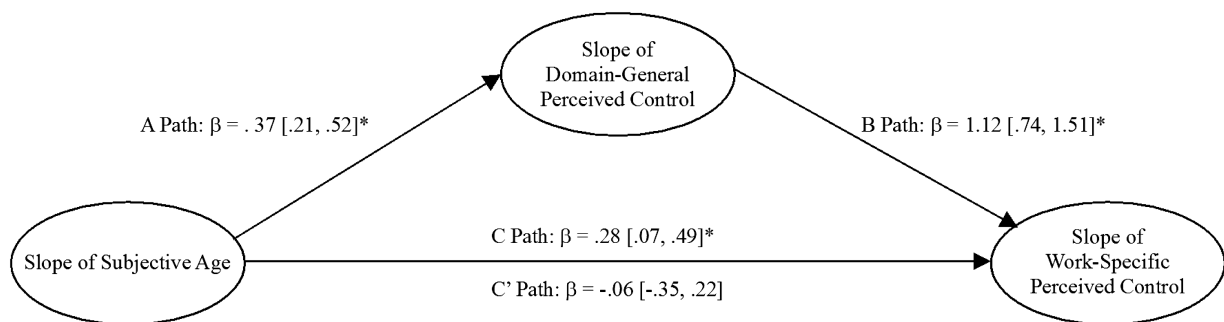 Slope of
Domain-General
Perceived Control
A Path: β = . 37 [.21, .52]*
B Path: β = 1.12 [.74, 1.51]*
Slope of Subjective Age
C Path: β = .28 [.07, .49]*
C’ Path: β = -.06 [-.35, .22]
Slope of
Work-Specific
Perceived Control